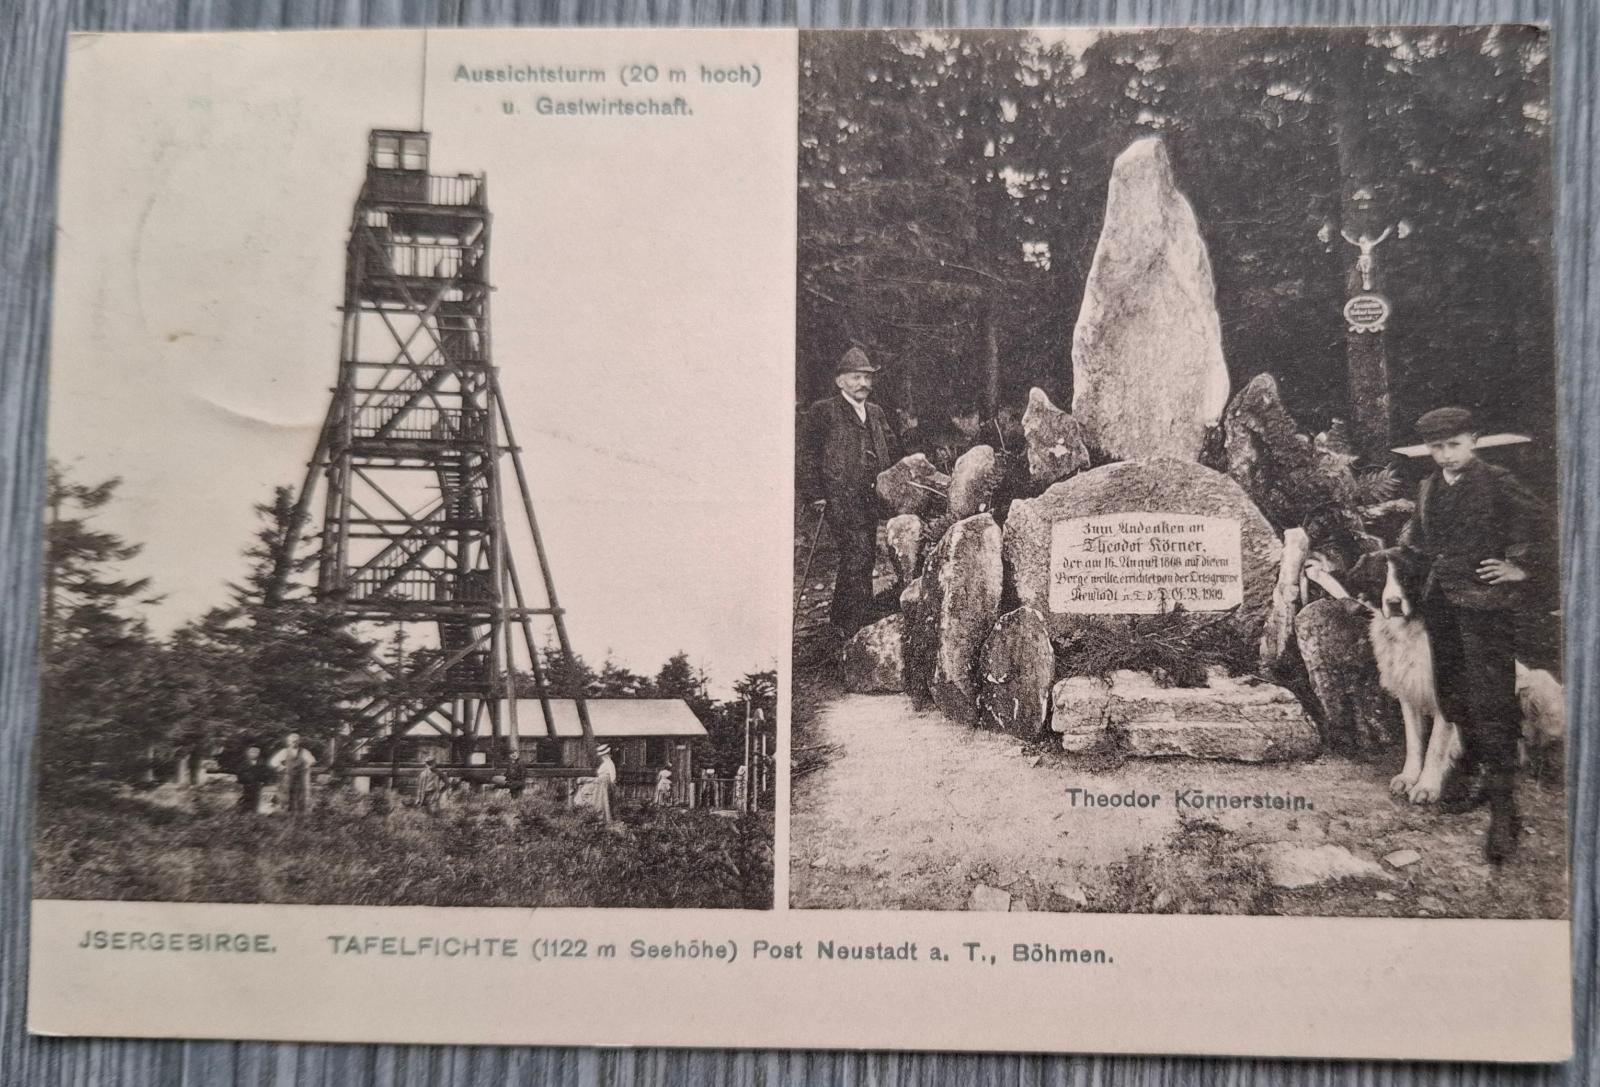 Aussichtsturm (20 m hoch)
u. Gastwirtschaft.
Zum Andenken an
Theodor Körner,
der am 16. August 1808 auf diesem
Berge weilte, errichtet von der Ortsgruppe
Neustadt a. T. d. D. G. V. 1909.
Theodor Körnerstein.
JSERGEBIRGE. TAFELFICHTE (1122 m Seehöhe) Post Neustadt a. T., Böhmen.